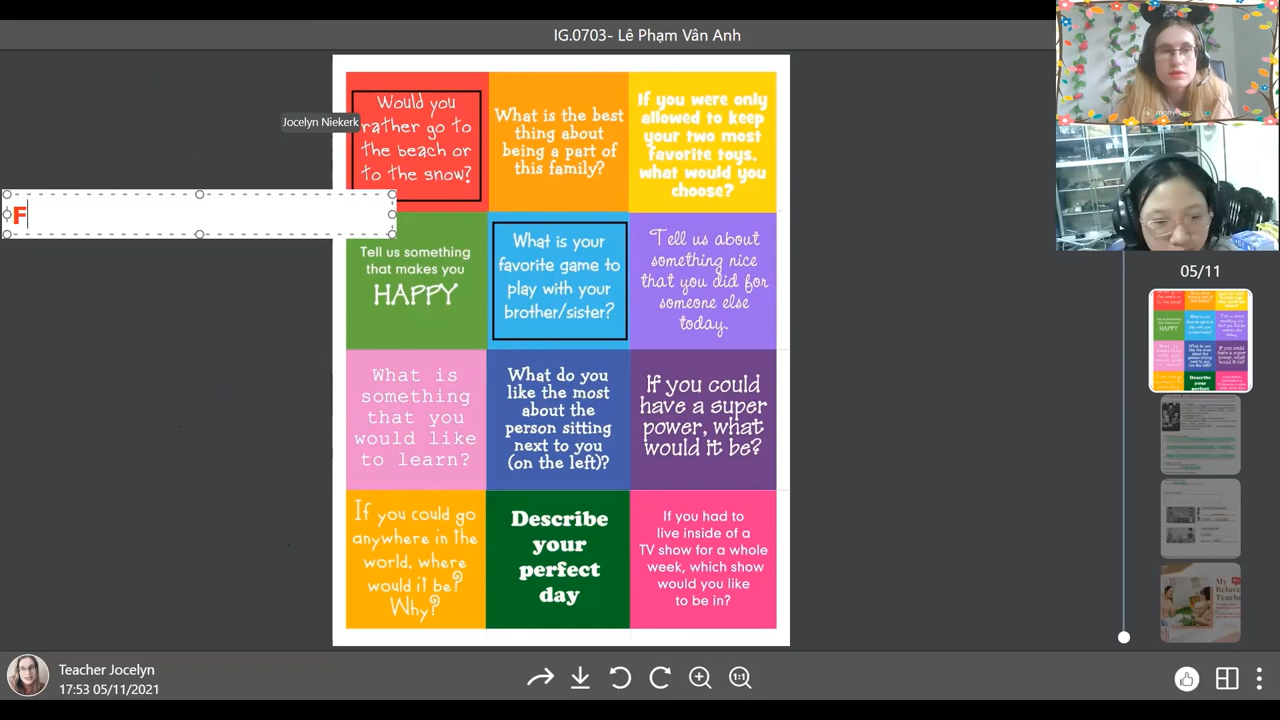 IG.0703- Lê Phạm Vân Anh
Jocelyn Niekerk
Would you
rather go to
the beach or
to the snow?
What is the best
thing about
being a part of
this family?
If you were only
allowed to keep
your two most
favorite toys,
what would you
choose?
F
Tell us something
that makes you
HAPPY
What is your
favorite game to
play with your
brother/sister?
Tell us about
something nice
that you did for
someone else
today.
What is
something
that you
would like
to learn?
What do you
like the most
about the
person sitting
next to you
(on the left)?
If you could
have a super
power, what
would it be?
If you could go
anywhere in the
world, where
would it be?
Why?
Describe
your
perfect
day
If you had to
live inside of a
TV show for a whole
week, which show
would you like
to be in?
05/11
My
Teacher Jocelyn
17:53 05/11/2021
1:1